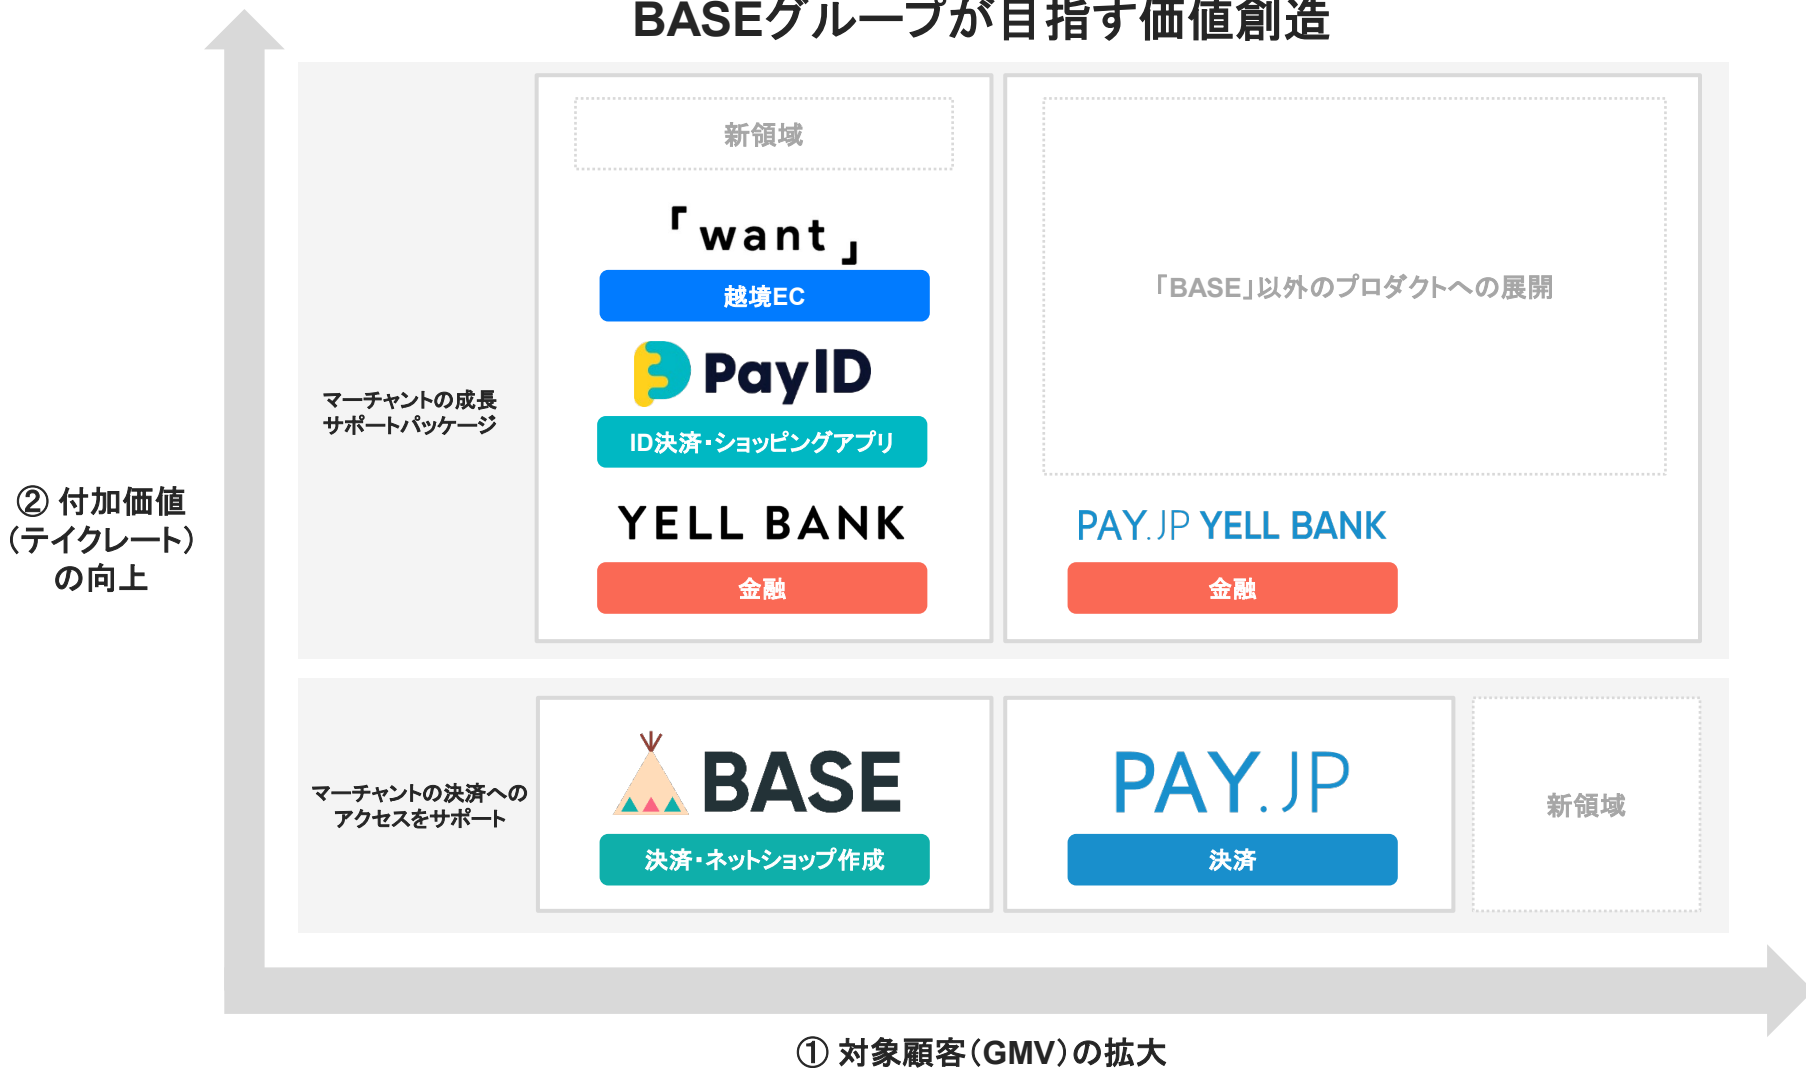 BASEグループが目指す価値創造
新領域
「want」
越境EC
PayID
ID決済・ショッピングアプリ
YELL BANK
金融
「BASE」以外のプロダクトへの展開
PAY.JP YELL BANK
金融
マーチャントの成長
サポートパッケージ
② 付加価値
（テイクレート）
の向上
マーチャントの決済への
アクセスをサポート
BASE
決済・ネットショップ作成
PAY.JP
決済
新領域
① 対象顧客（GMV）の拡大